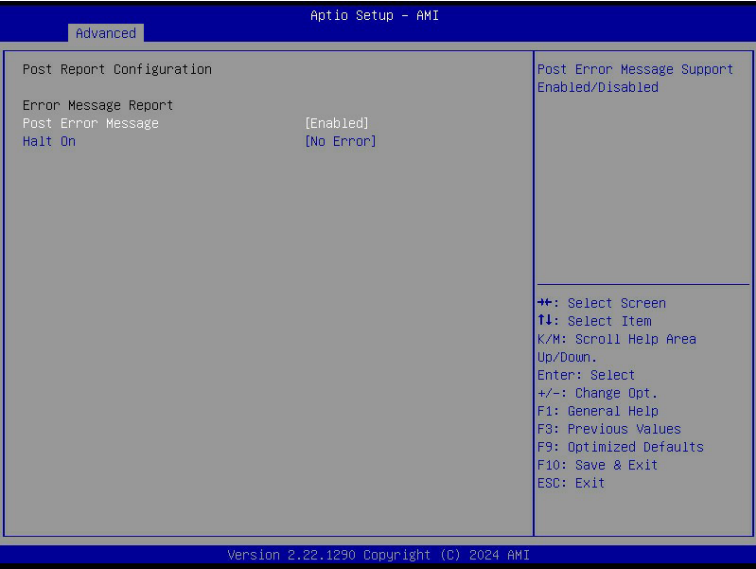 Aptio Setup – AMI
Advanced
Post Report Configuration
Error Message Report
Post Error Message [Enabled]
Halt On [No Error]
Post Error Message Support
Enabled/Disabled
→←: Select Screen
↑↓: Select Item
K/M: Scroll Help Area
Up/Down.
Enter: Select
+/-: Change Opt.
F1: General Help
F3: Previous Values
F9: Optimized Defaults
F10: Save & Exit
ESC: Exit
Version 2.22.1290 Copyright (C) 2024 AMI